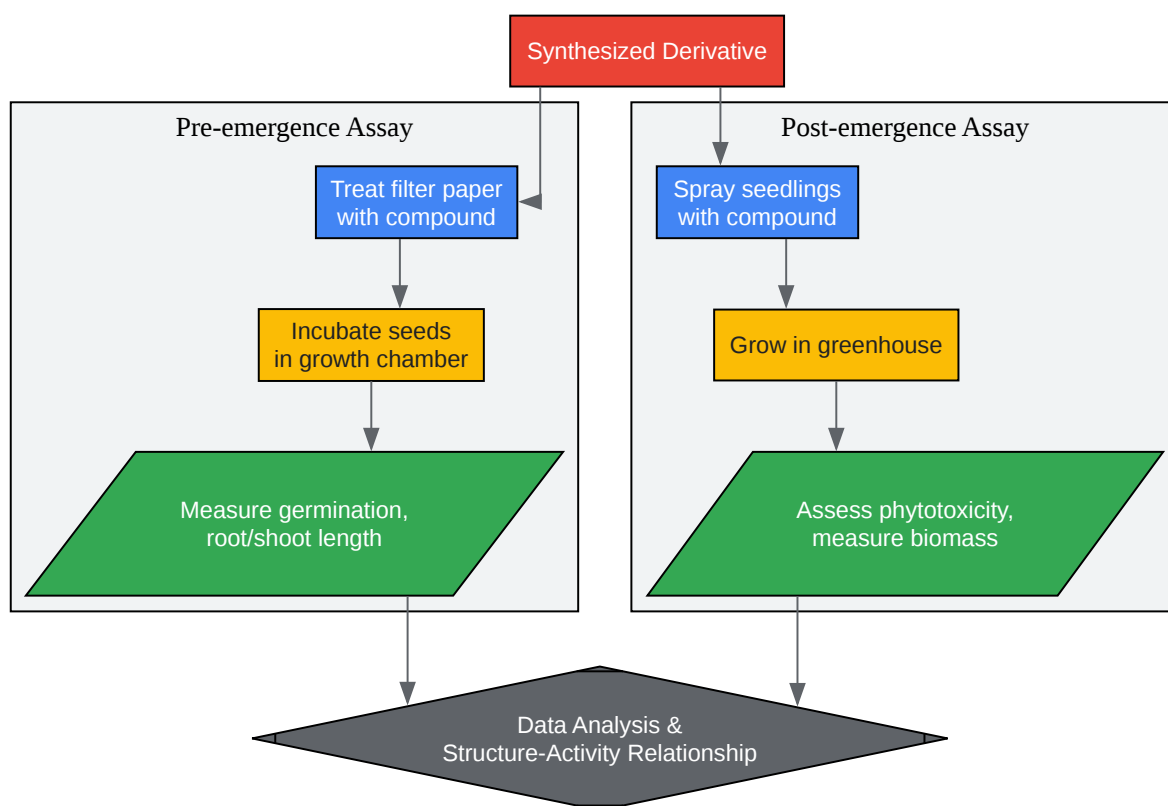 Synthesized Derivative
Pre-emergence Assay
Treat filter paper
with compound
Incubate seeds
in growth chamber
Measure germination,
root/shoot length
Post-emergence Assay
Spray seedlings
with compound
Grow in greenhouse
Assess phytotoxicity,
measure biomass
Data Analysis &
Structure-Activity Relationship